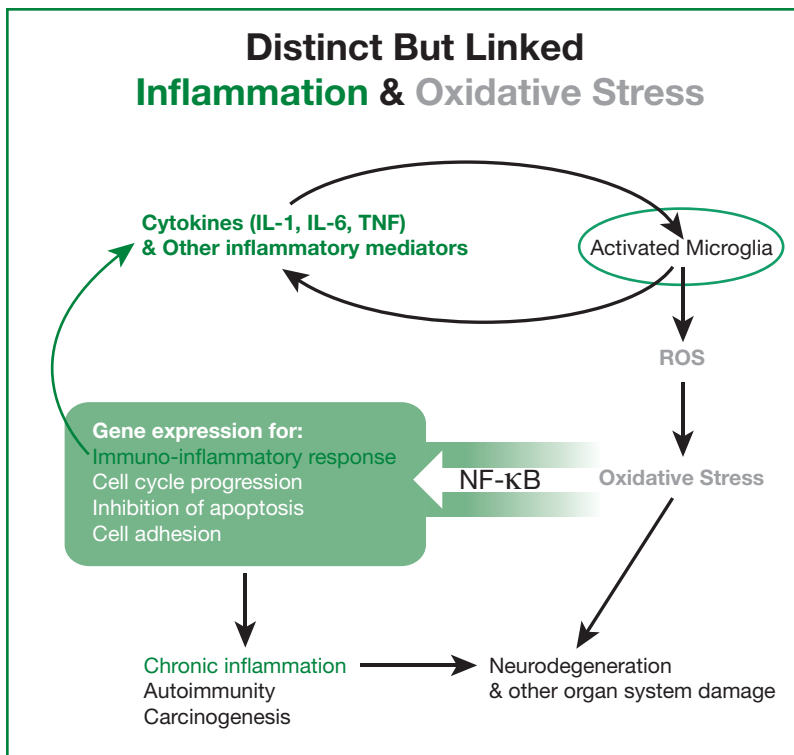 Distinct But Linked
Inflammation & Oxidative Stress
Cytokines (IL-1, IL-6, TNF)
& Other inflammatory mediators
Activated Microglia
ROS
Gene expression for:
Immuno-inflammatory response
Cell cycle progression
Inhibition of apoptosis
Cell adhesion
NF-κB
Oxidative Stress
Chronic inflammation
Autoimmunity
Carcinogenesis
Neurodegeneration
& other organ system damage